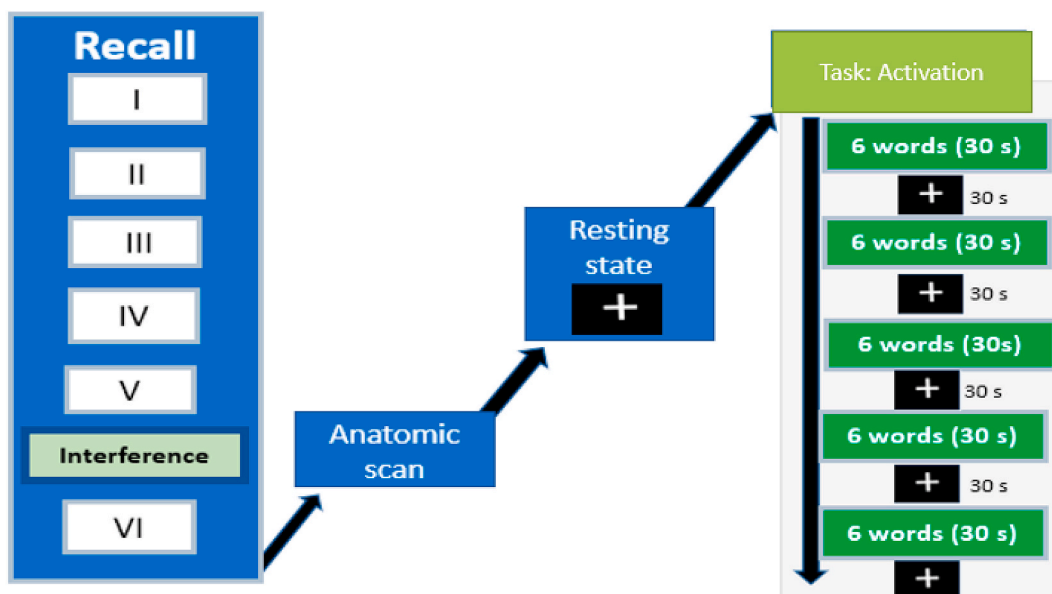 Recall
I
II
III
IV
V
Interference
VI
Anatomic
scan
Resting
state
+
Task: Activation
6 words (30 s)
+ 30 s
6 words (30 s)
+ 30 s
6 words (30s)
+ 30 s
6 words (30 s)
+ 30 s
6 words (30 s)
+